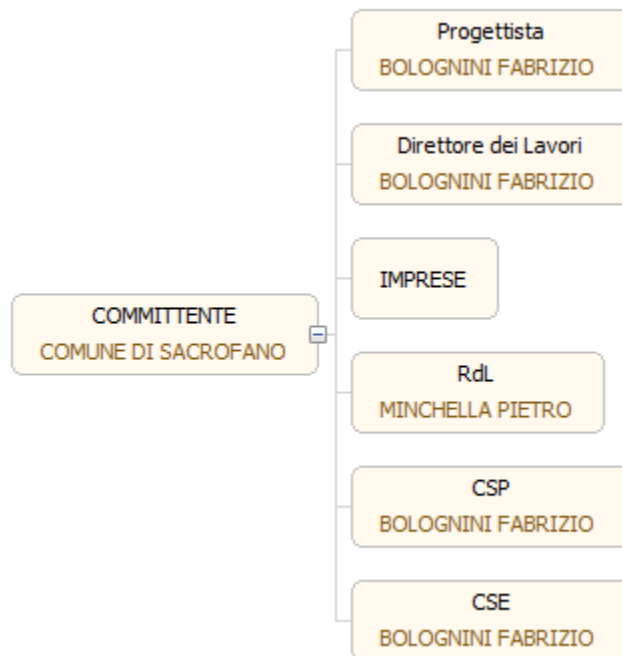 Progettista
BOLOGNINI FABRIZIO
Direttore dei Lavori
BOLOGNINI FABRIZIO
IMPRESE
COMMITTENTE
COMUNE DI SACROFANO
RdL
MINCHELLA PIETRO
CSP
BOLOGNINI FABRIZIO
CSE
BOLOGNINI FABRIZIO